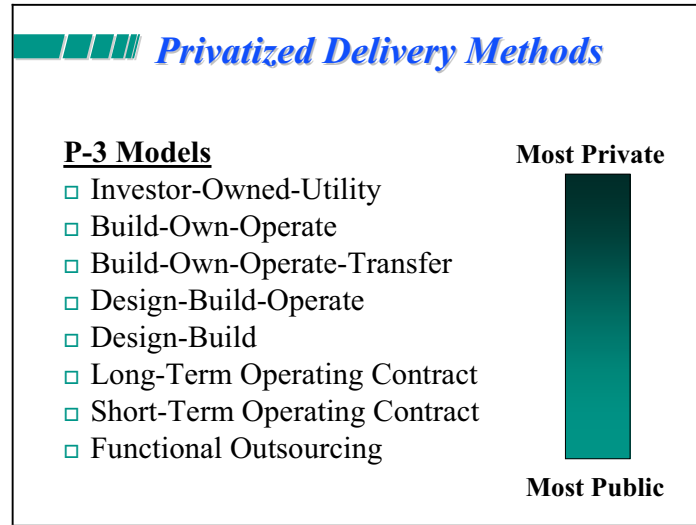 Privatized Delivery Methods
P-3 Models
Investor-Owned-Utility
Build-Own-Operate
Build-Own-Operate-Transfer
Design-Build-Operate
Design-Build
Long-Term Operating Contract
Short-Term Operating Contract
Functional Outsourcing
Most Private
Most Public